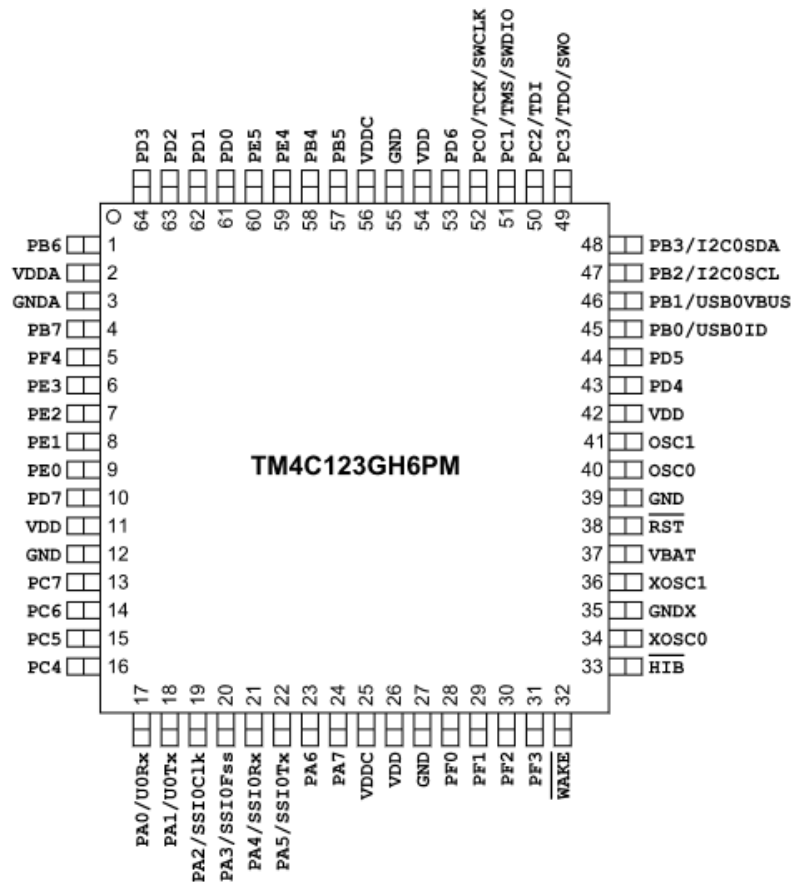 PD3 PD2 PD1 PD0 PE5 PE4 PB4 PB5 VDDC GND VDD PD6 PC0/TCK/SWCLK PC1/TMS/SWDIO PC2/TDI PC3/TDO/SWO
64 63 62 61 60 59 58 57 56 55 54 53 52 51 50 49
PB6 1 48 PB3/I2C0SDA
VDDA 2 47 PB2/I2C0SCL
GNDA 3 46 PB1/USB0VBUS
PB7 4 45 PB0/USB0ID
PF4 5 44 PD5
PE3 6 43 PD4
PE2 7 42 VDD
PE1 8 41 OSC1
PE0 9 TM4C123GH6PM 40 OSC0
PD7 10 39 GND
VDD 11 38 RST
GND 12 37 VBAT
PC7 13 36 XOSC1
PC6 14 35 GNDX
PC5 15 34 XOSC0
PC4 16 33 HIB
17 18 19 20 21 22 23 24 25 26 27 28 29 30 31 32
PA0/U0Rx PA1/U0Tx PA2/SSI0Clk PA3/SSI0Fss PA4/SSI0Rx PA5/SSI0Tx PA6 PA7 VDDC VDD GND PF0 PF1 PF2 PF3 WAKE